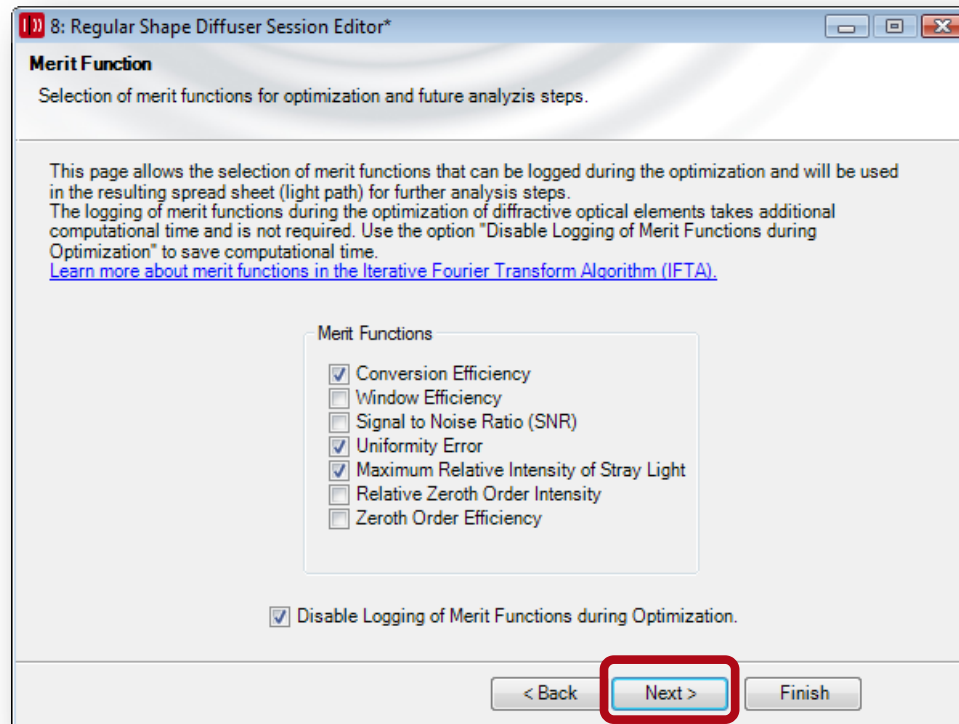 8: Regular Shape Diffuser Session Editor*
Merit Function
Selection of merit functions for optimization and future analyzis steps.
This page allows the selection of merit functions that can be logged during the optimization and will be used
in the resulting spread sheet (light path) for further analysis steps.
The logging of merit functions during the optimization of diffractive optical elements takes additional
computational time and is not required. Use the option "Disable Logging of Merit Functions during
Optimization" to save computational time.
Learn more about merit functions in the Iterative Fourier Transform Algorithm (IFTA).
Merit Functions
Conversion Efficiency
Window Efficiency
Signal to Noise Ratio (SNR)
Uniformity Error
Maximum Relative Intensity of Stray Light
Relative Zeroth Order Intensity
Zeroth Order Efficiency
Disable Logging of Merit Functions during Optimization.
< Back Next > Finish